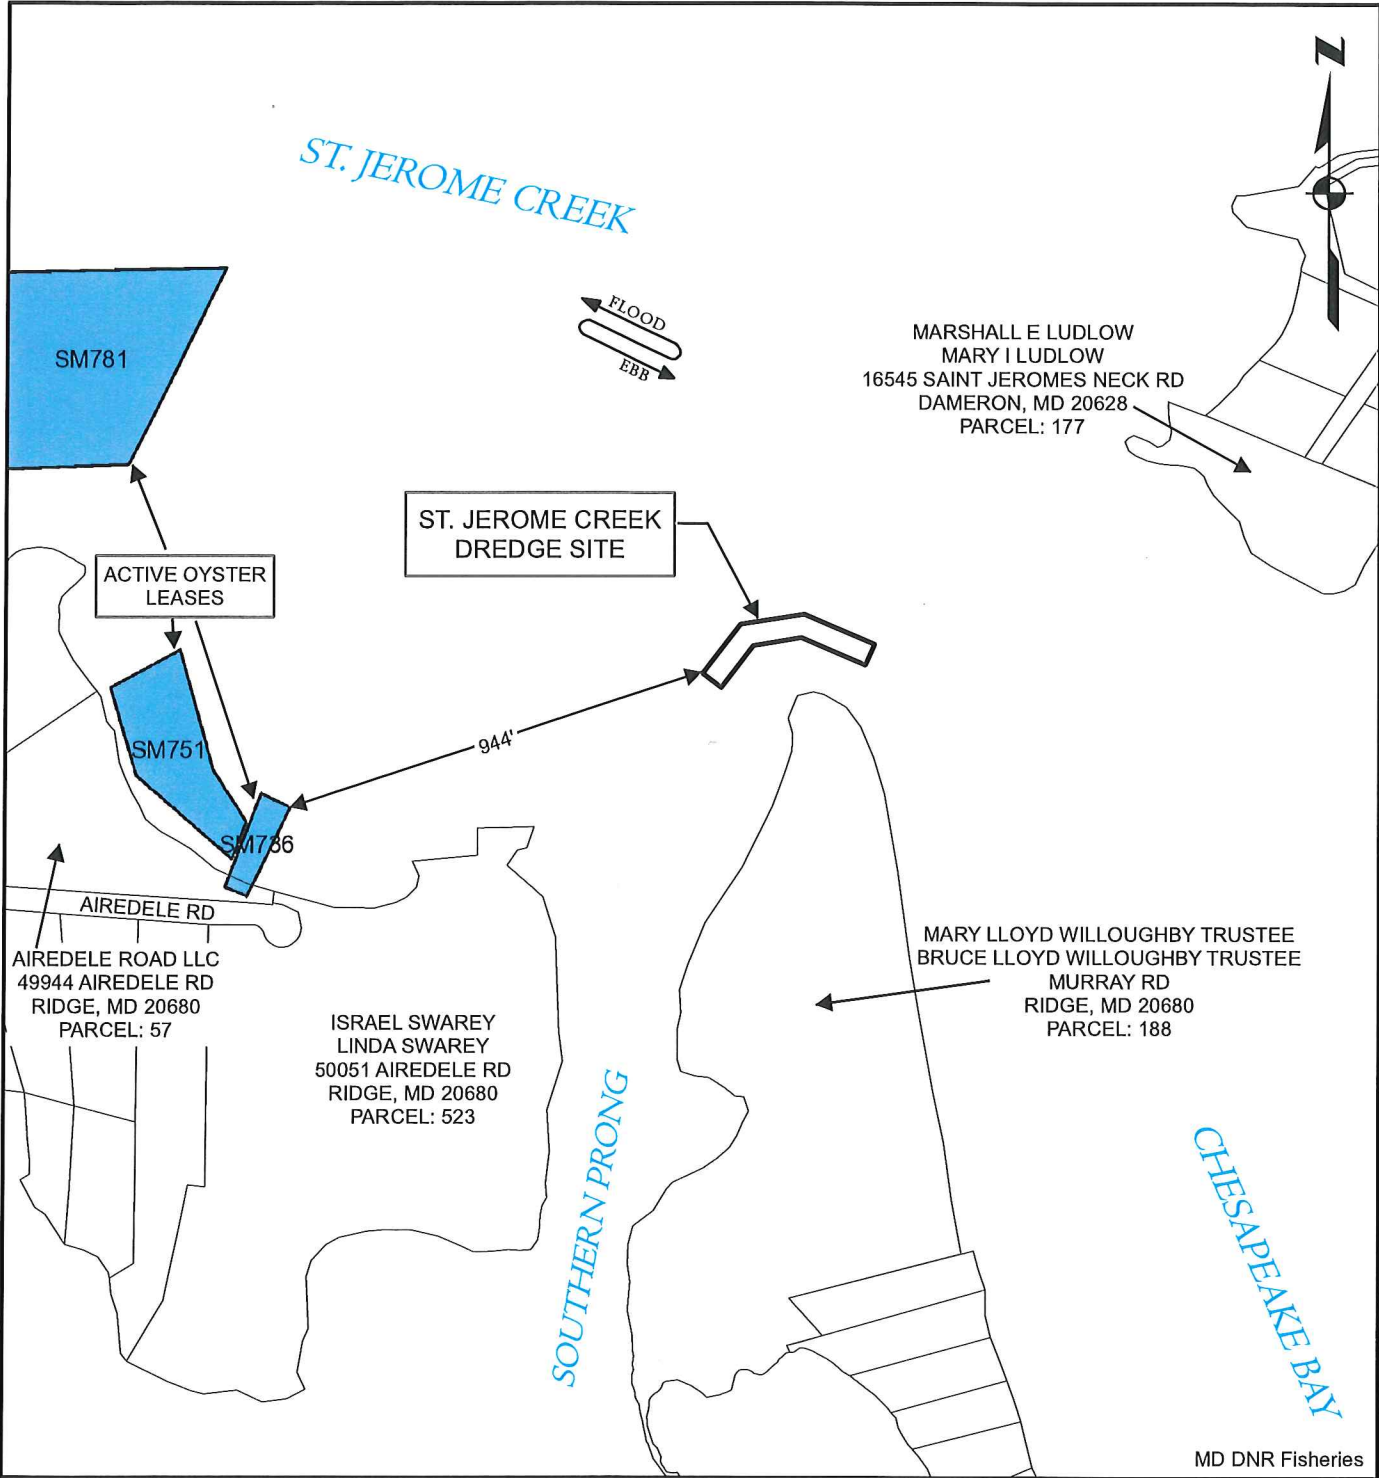 N
ST. JEROME CREEK
FLOOD
EBB
SM781
MARSHALL E LUDLOW
MARY I LUDLOW
16545 SAINT JEROMES NECK RD
DAMERON, MD 20628
PARCEL: 177
ST. JEROME CREEK
DREDGE SITE
ACTIVE OYSTER
LEASES
SM751
944'
SM736
AIREDELE RD
AIREDELE ROAD LLC
49944 AIREDELE RD
RIDGE, MD 20680
PARCEL: 57
ISRAEL SWAREY
LINDA SWAREY
50051 AIREDELE RD
RIDGE, MD 20680
PARCEL: 523
MARY LLOYD WILLOUGHBY TRUSTEE
BRUCE LLOYD WILLOUGHBY TRUSTEE
MURRAY RD
RIDGE, MD 20680
PARCEL: 188
SOUTHERN PRONG
CHESAPEAKE BAY
MD DNR Fisheries